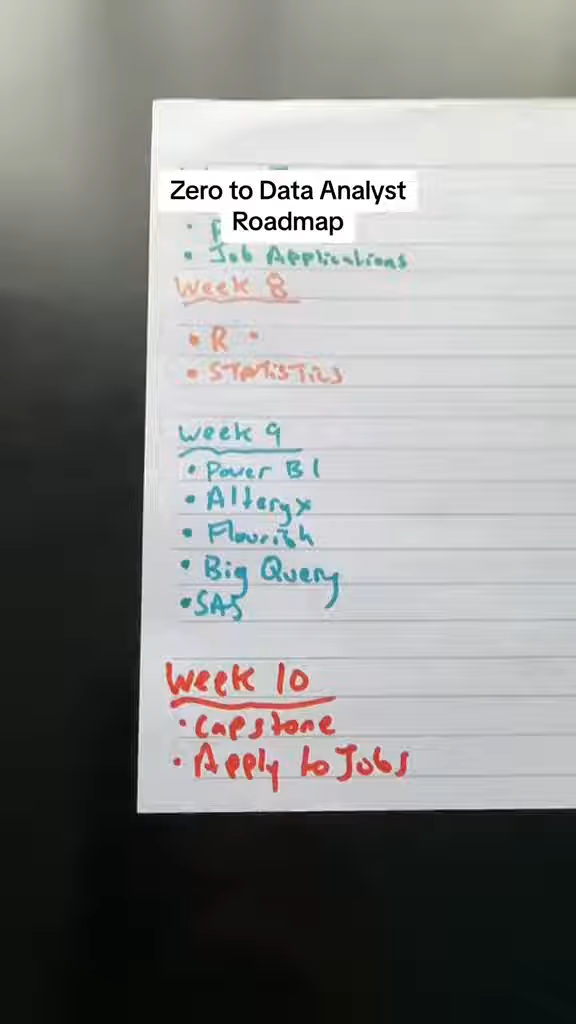 Zero to Data Analyst
Roadmap
• Job Applications
Week 8
• R •
• STATISTICS
Week 9
• Power BI
• Alteryx
• Flourish
• Big Query
• SAS
Week 10
• Capstone
• Apply to Jobs